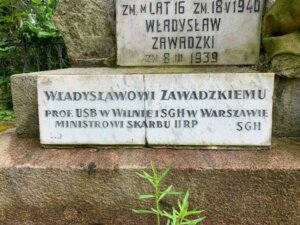 ZM. M LAT 16 ZM. 18 V 1940
WŁADYSŁAW
ZAWADZKI
ZM. 8 III 1939
WŁADYSŁAWOWI ZAWADZKIEMU
PROF. USB W WILNIE I SGH W WARSZAWIE
MINISTROWI SKARBU II RP SGH